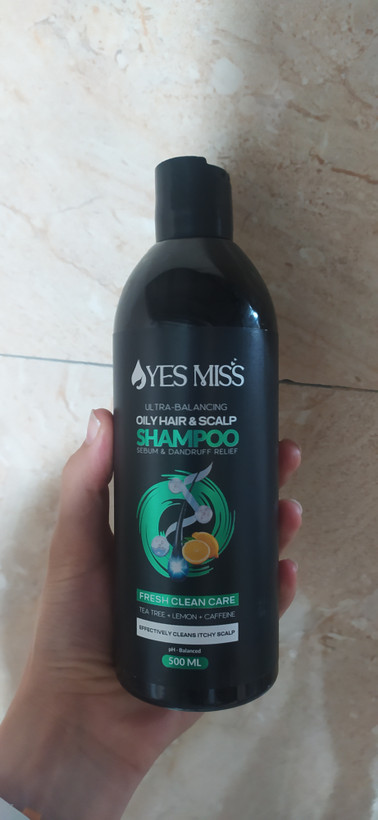 YES MISS
ULTRA-BALANCING
OILY HAIR & SCALP
SHAMPOO
SEBUM & DANDRUFF RELIEF
FRESH CLEAN CARE
TEA TREE + LEMON + CAFFEINE
EFFECTIVELY CLEANS ITCHY SCALP
pH - Balanced
500 ML